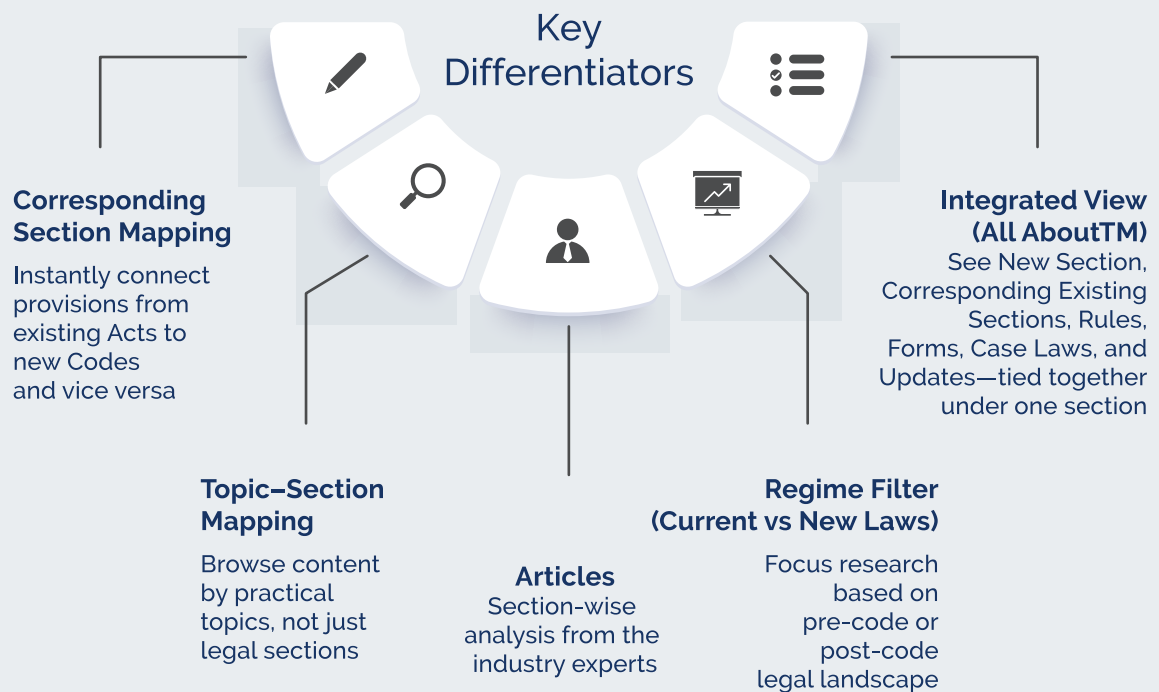 Key
Differentiators
Corresponding
Section Mapping
Instantly connect
provisions from
existing Acts to
new Codes
and vice versa
Topic–Section
Mapping
Browse content
by practical
topics, not just
legal sections
Articles
Section-wise
analysis from the
industry experts
Regime Filter
(Current vs New Laws)
Focus research
based on
pre-code or
post-code
legal landscape
Integrated View
(All AboutTM)
See New Section,
Corresponding Existing
Sections, Rules,
Forms, Case Laws, and
Updates—tied together
under one section